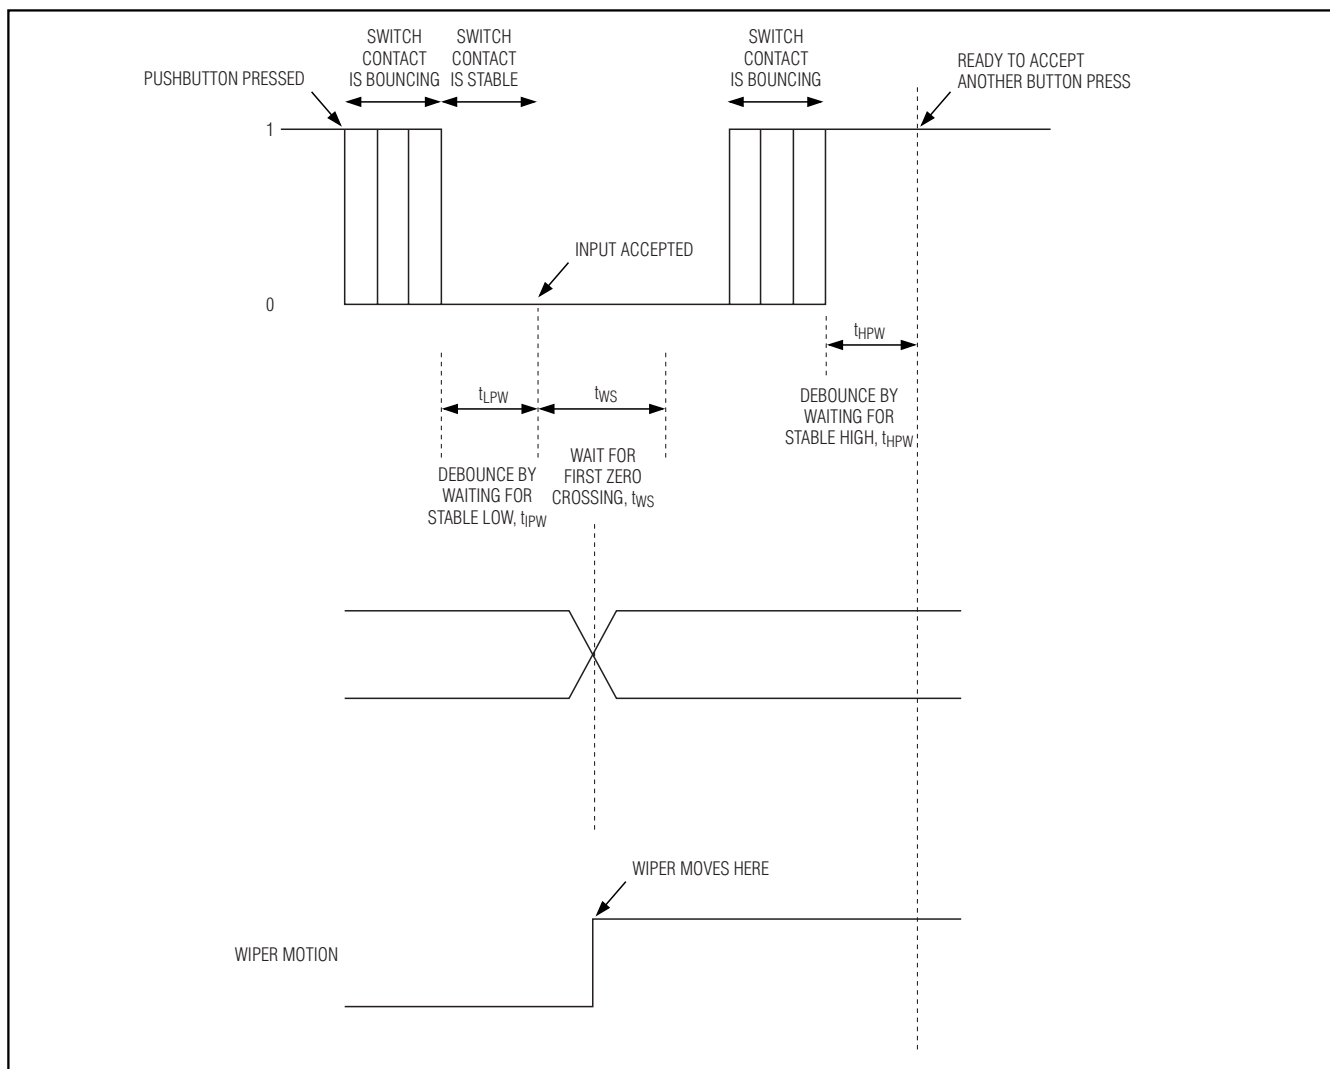 SWITCH
CONTACT
IS BOUNCING
SWITCH
CONTACT
IS STABLE
SWITCH
CONTACT
IS BOUNCING
READY TO ACCEPT
ANOTHER BUTTON PRESS
PUSHBUTTON PRESSED
1
INPUT ACCEPTED
0
tHPW
tLPW
tWS
DEBOUNCE BY
WAITING FOR
STABLE HIGH, tHPW
WAIT FOR
FIRST ZERO
CROSSING, tWS
DEBOUNCE BY
WAITING FOR
STABLE LOW, tIPW
WIPER MOVES HERE
WIPER MOTION